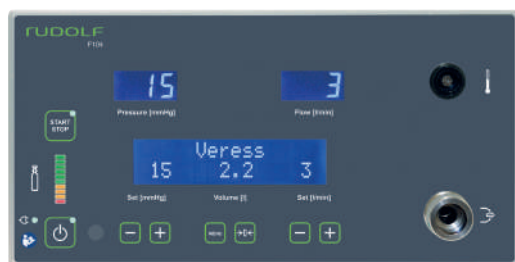 RUDOLF
F106
15
3
Pressure [mmHg]
Flow [l/min]
START
STOP
Veress
15 2.2 3
Set [mmHg] Volume [l] Set [l/min]
MENU